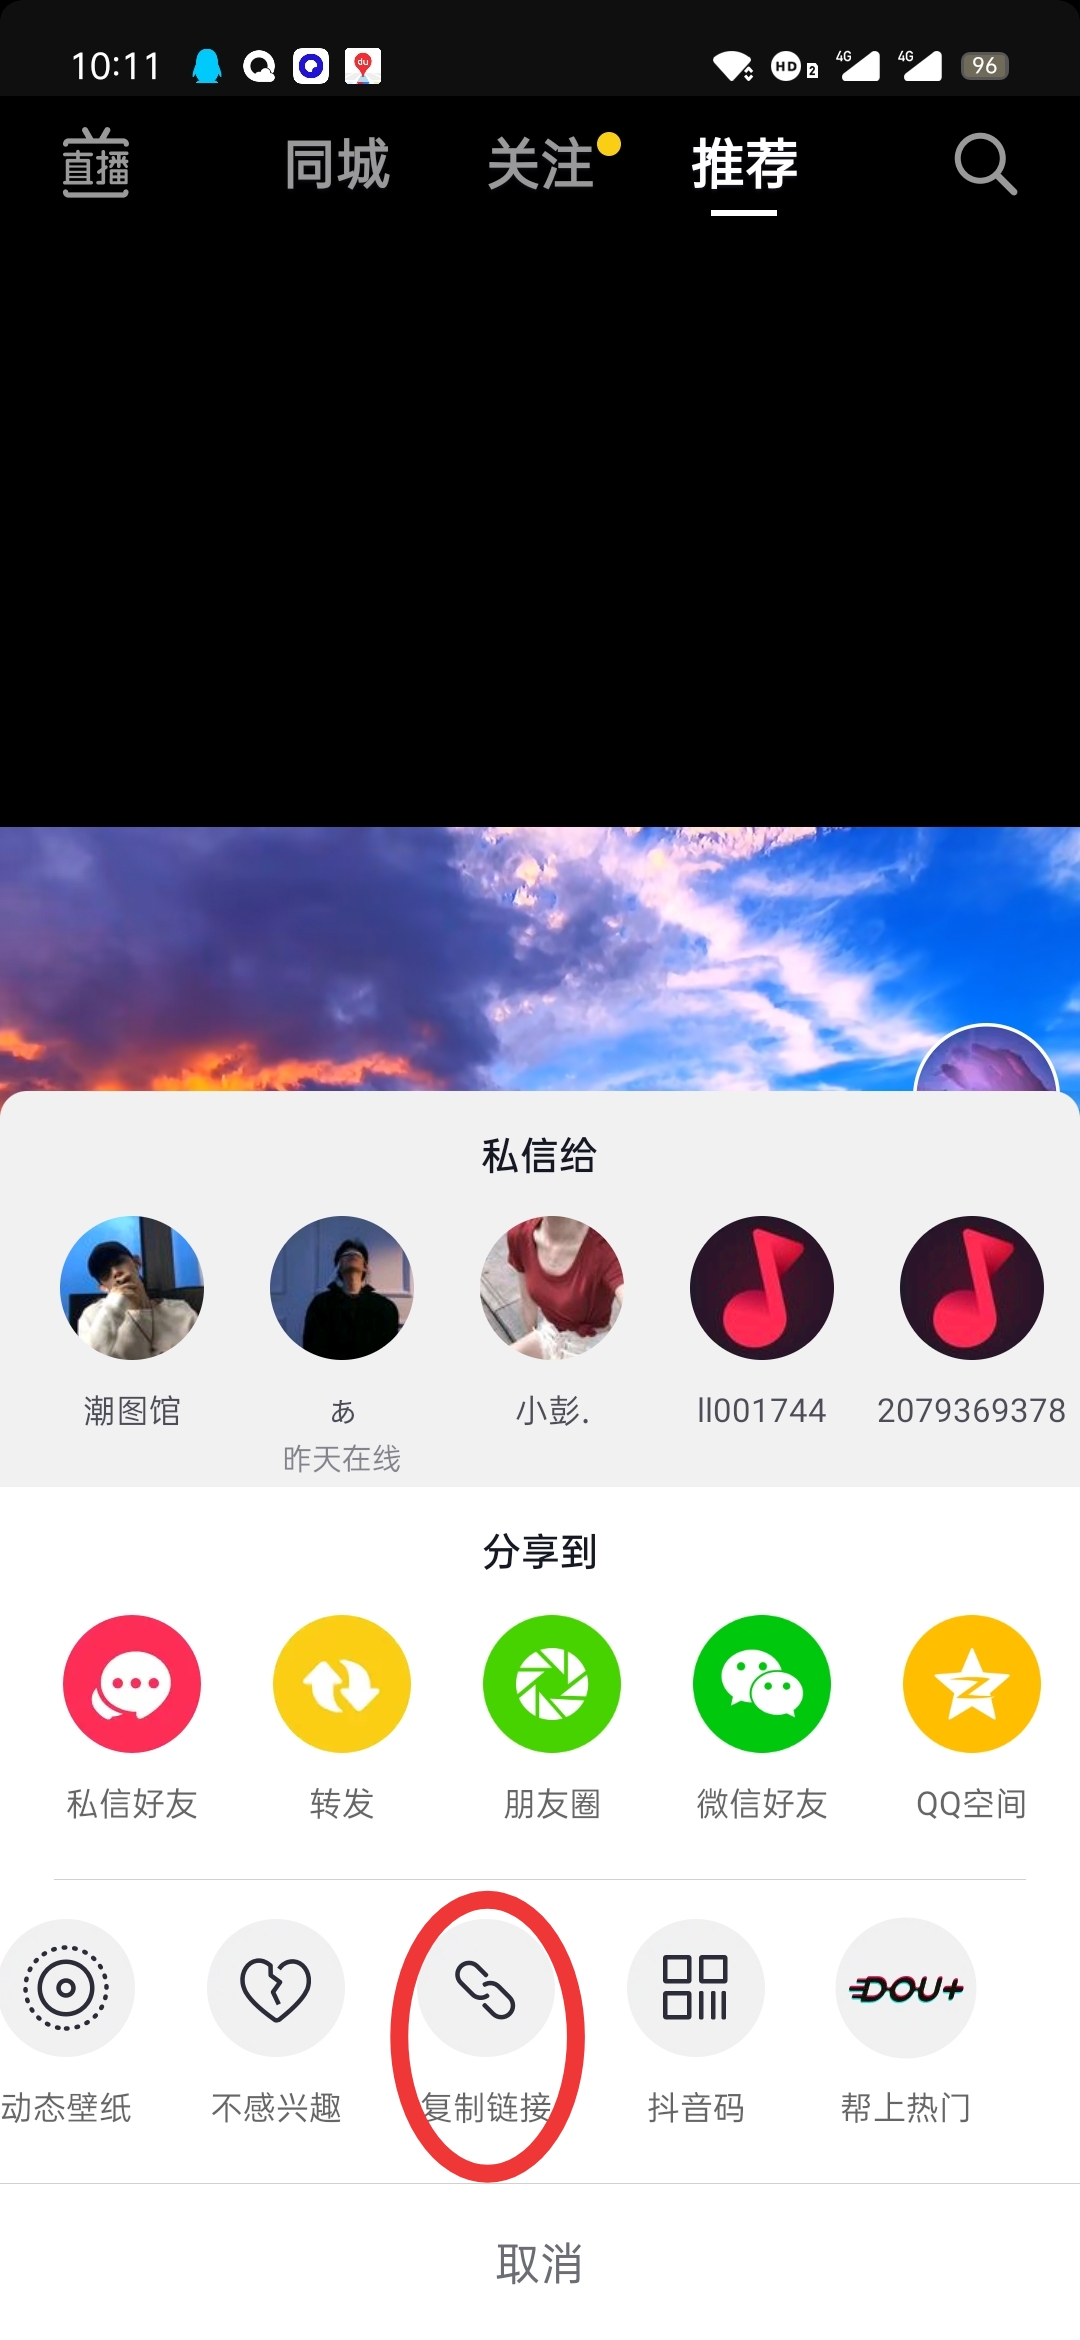 10:11
du
HD 2 4G 4G 96
直播 同城 关注 推荐
私信给
潮图馆 あ 小彭. ll001744 2079369378
昨天在线
分享到
私信好友 转发 朋友圈 微信好友 QQ空间
DOU+
动态壁纸 不感兴趣 复制链接 抖音码 帮上热门
取消